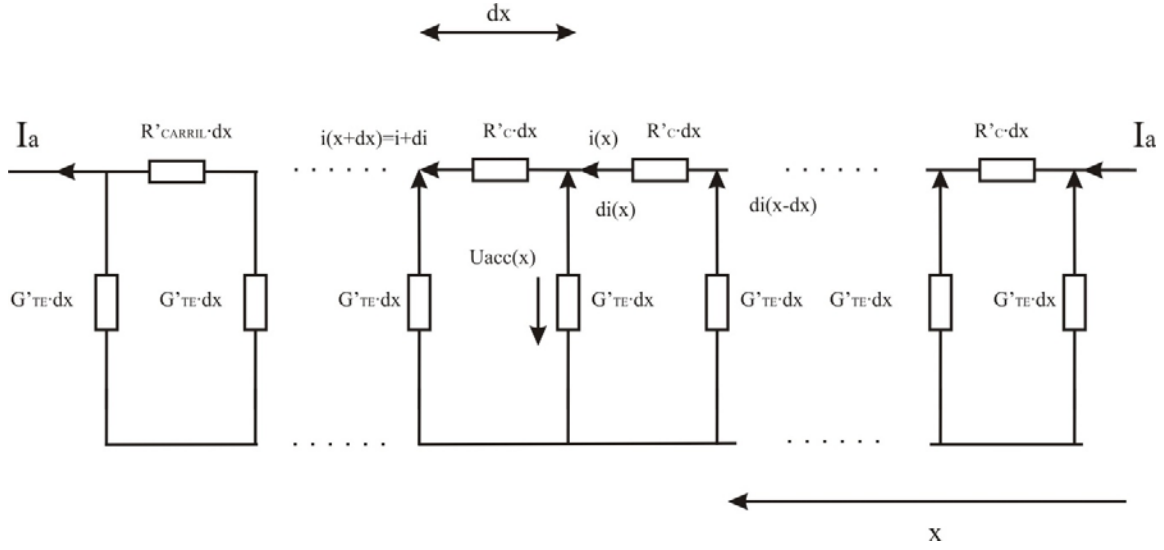 dx
Ia R'CARRIL·dx i(x+dx)=i+di R'C·dx i(x) R'C·dx R'C·dx Ia
. . . . . . . . . . . .
di(x) di(x-dx)
Uacc(x)
G'TE·dx G'TE·dx G'TE·dx G'TE·dx G'TE·dx G'TE·dx G'TE·dx
. . . . . . . . . . . .
x